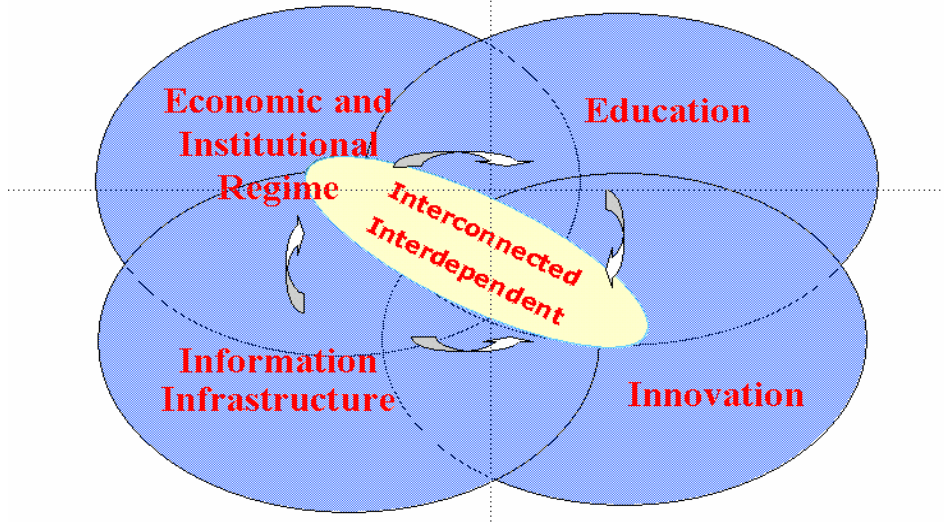 Economic and
Institutional
Regime
Education
Interconnected
Interdependent
Information
Infrastructure
Innovation